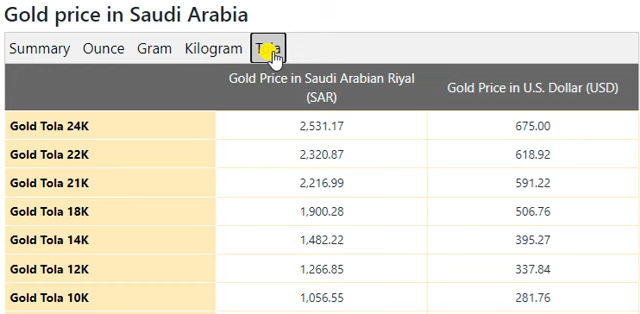 Gold price in Saudi Arabia
Summary Ounce Gram Kilogram Tola
Gold Price in Saudi Arabian Riyal (SAR) Gold Price in U.S. Dollar (USD)
Gold Tola 24K 2,531.17 675.00
Gold Tola 22K 2,320.87 618.92
Gold Tola 21K 2,216.99 591.22
Gold Tola 18K 1,900.28 506.76
Gold Tola 14K 1,482.22 395.27
Gold Tola 12K 1,266.85 337.84
Gold Tola 10K 1,056.55 281.76